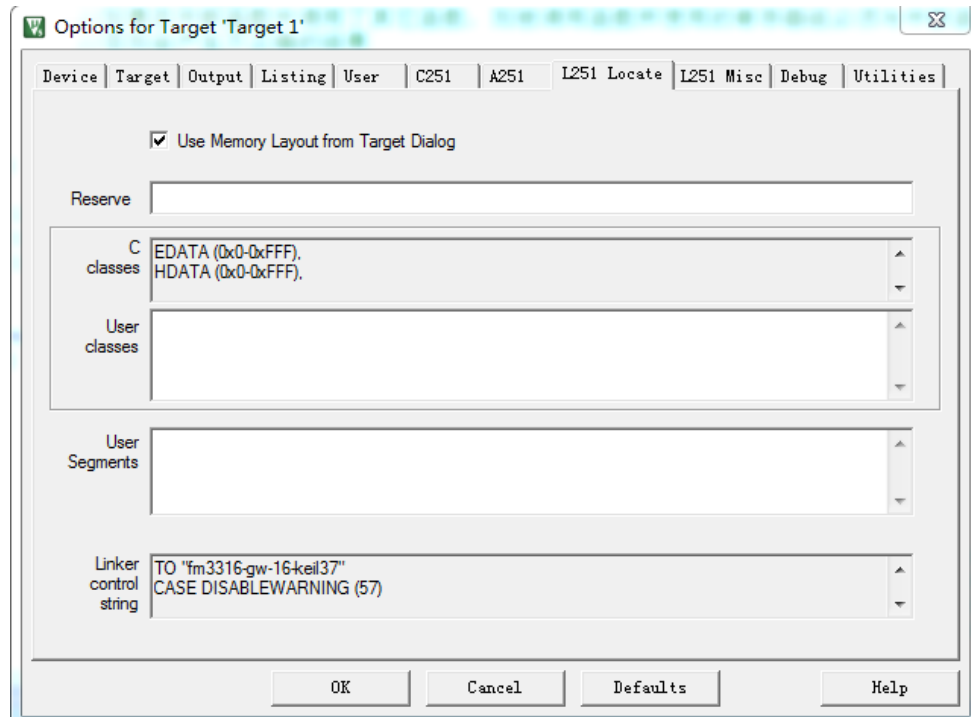 Options for Target 'Target 1'
Device Target Output Listing User C251 A251 L251 Locate L251 Misc Debug Utilities
Use Memory Layout from Target Dialog
Reserve
C
classes
EDATA (0x0-0xFFF),
HDATA (0x0-0xFFF),
User
classes
User
Segments
Linker
control
string
TO "fm3316-gw-16-keil37"
CASE DISABLEWARNING (57)
OK Cancel Defaults Help